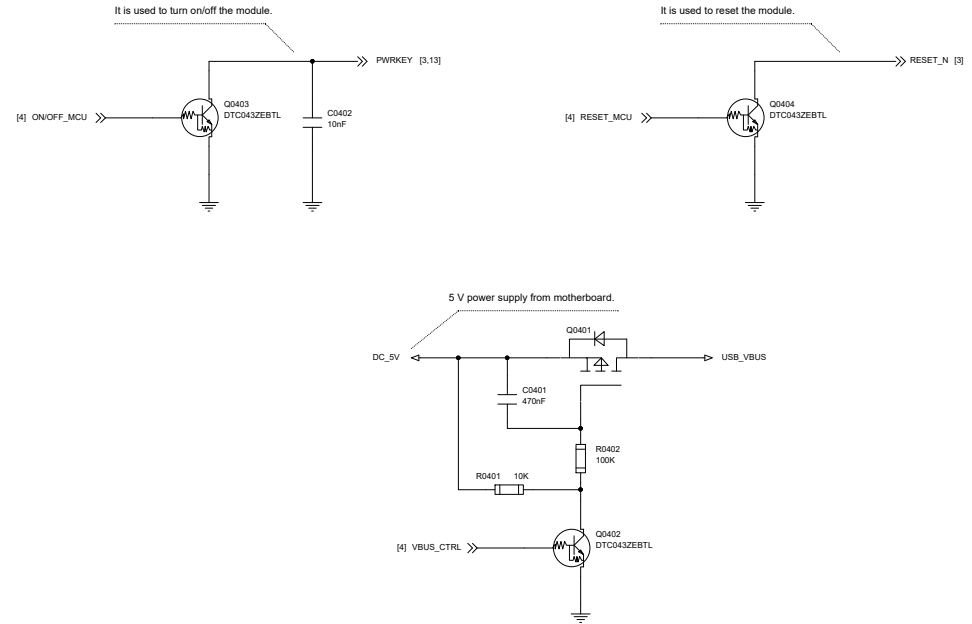 It is used to turn on/off the module.
PWRKEY [3,13]
Q0403
DTC043ZEBTL
[4] ON/OFF_MCU
C0402
10nF
It is used to reset the module.
RESET_N [3]
Q0404
DTC043ZEBTL
[4] RESET_MCU
5 V power supply from motherboard.
Q0401
DC_5V
USB_VBUS
C0401
470nF
R0402
100K
R0401 10K
Q0402
DTC043ZEBTL
[4] VBUS_CTRL